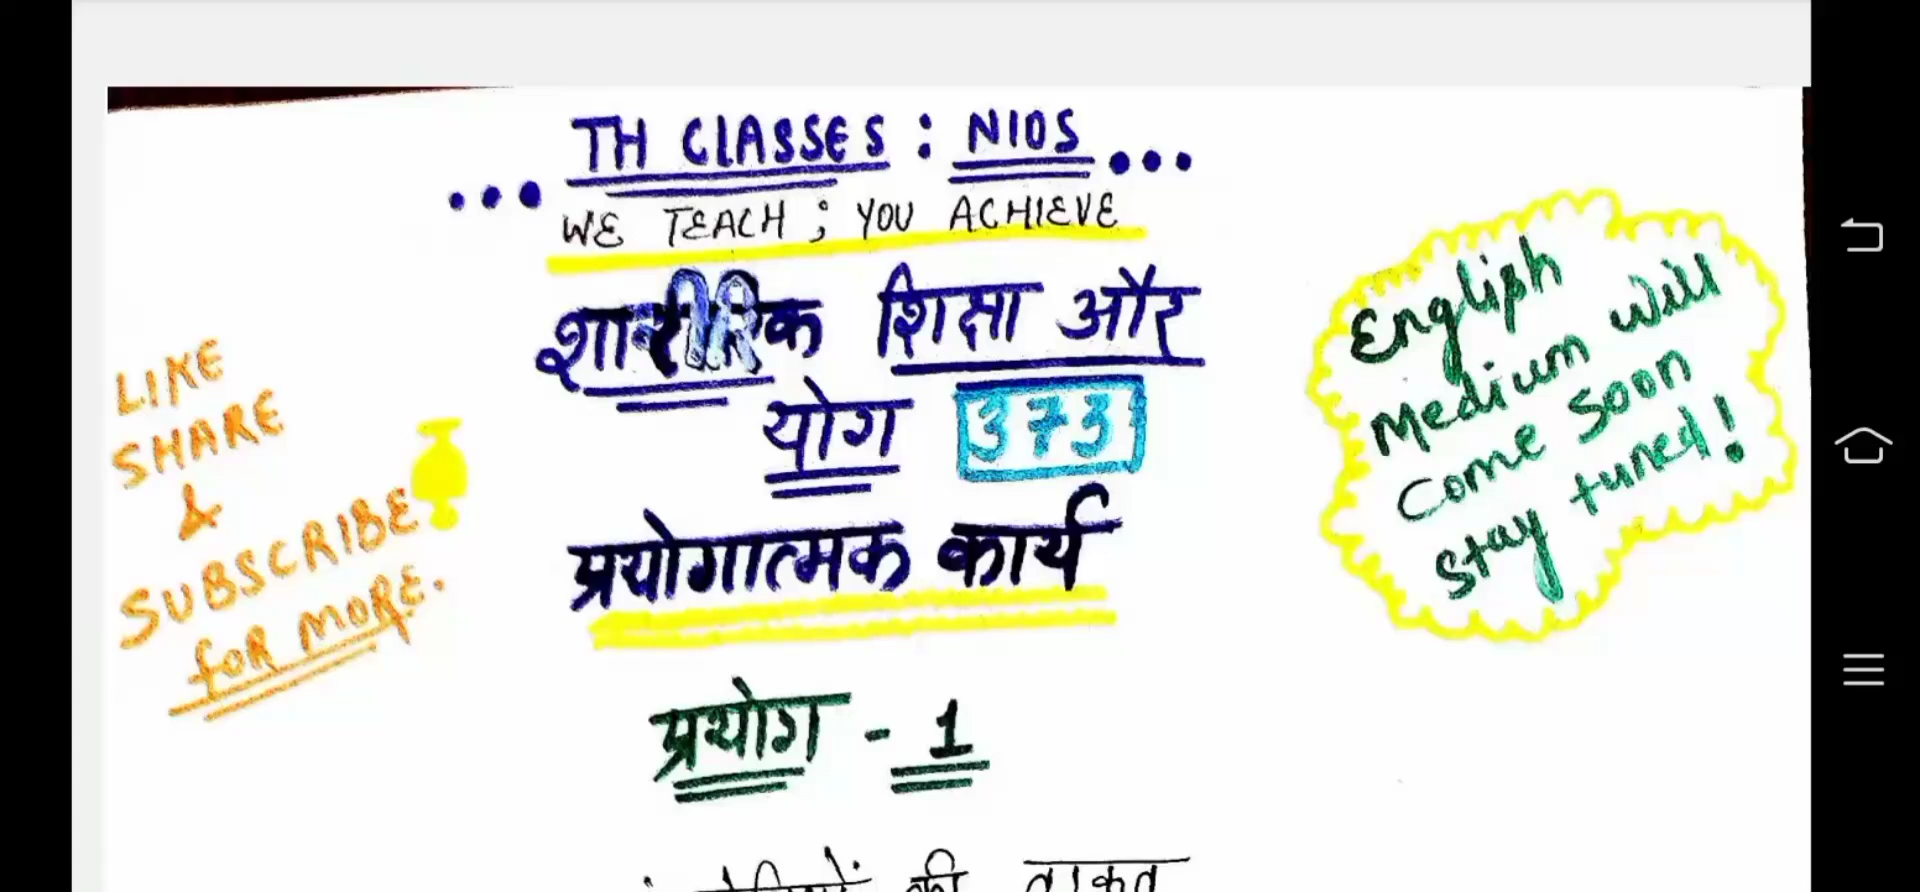 TH CLASSES : NIOS
WE TEACH ; YOU ACHIEVE
शारीरिक शिक्षा और
योग 373
प्रयोगात्मक कार्य
प्रयोग - 1
की ताकत
LIKE
SHARE
&
SUBSCRIBE
FOR MORE.
English
Medium will
Come Soon
Stay tuned!